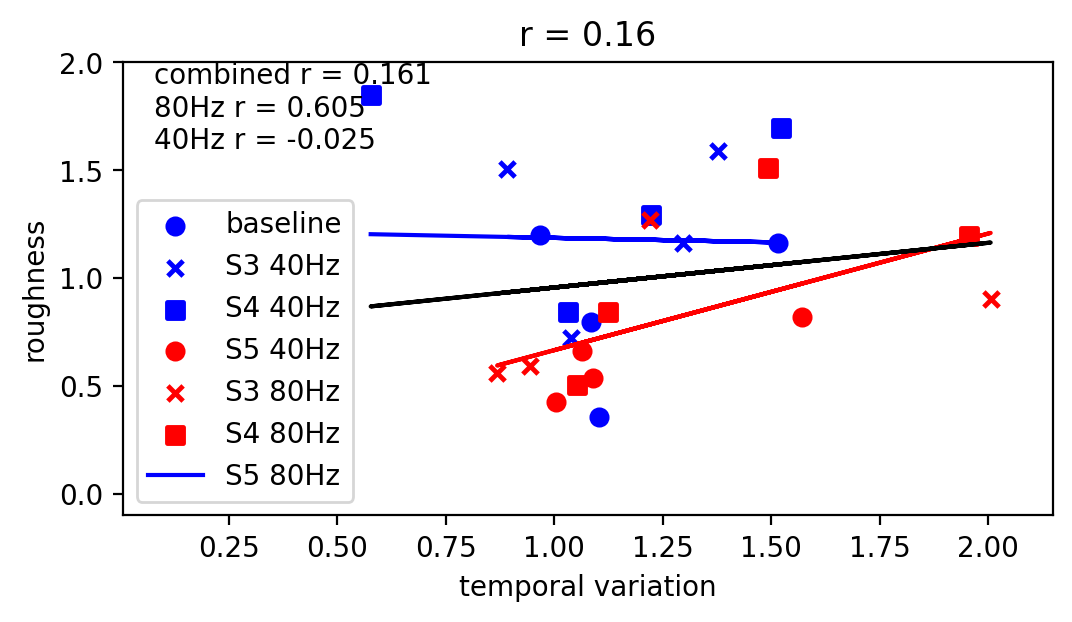 r = 0.16
combined r = 0.161
80Hz r = 0.605
40Hz r = -0.025
baseline
S3 40Hz
S4 40Hz
S5 40Hz
S3 80Hz
S4 80Hz
S5 80Hz
2.0
1.5
1.0
0.5
0.0
roughness
0.25 0.50 0.75 1.00 1.25 1.50 1.75 2.00
temporal variation